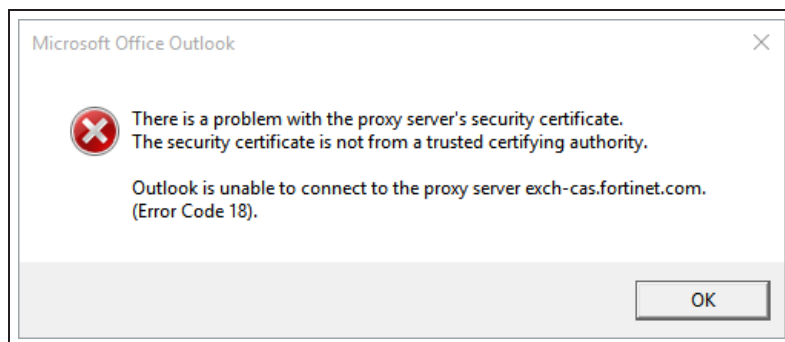 Microsoft Office Outlook
There is a problem with the proxy server's security certificate.
The security certificate is not from a trusted certifying authority.
Outlook is unable to connect to the proxy server exch-cas.fortinet.com.
(Error Code 18).
OK